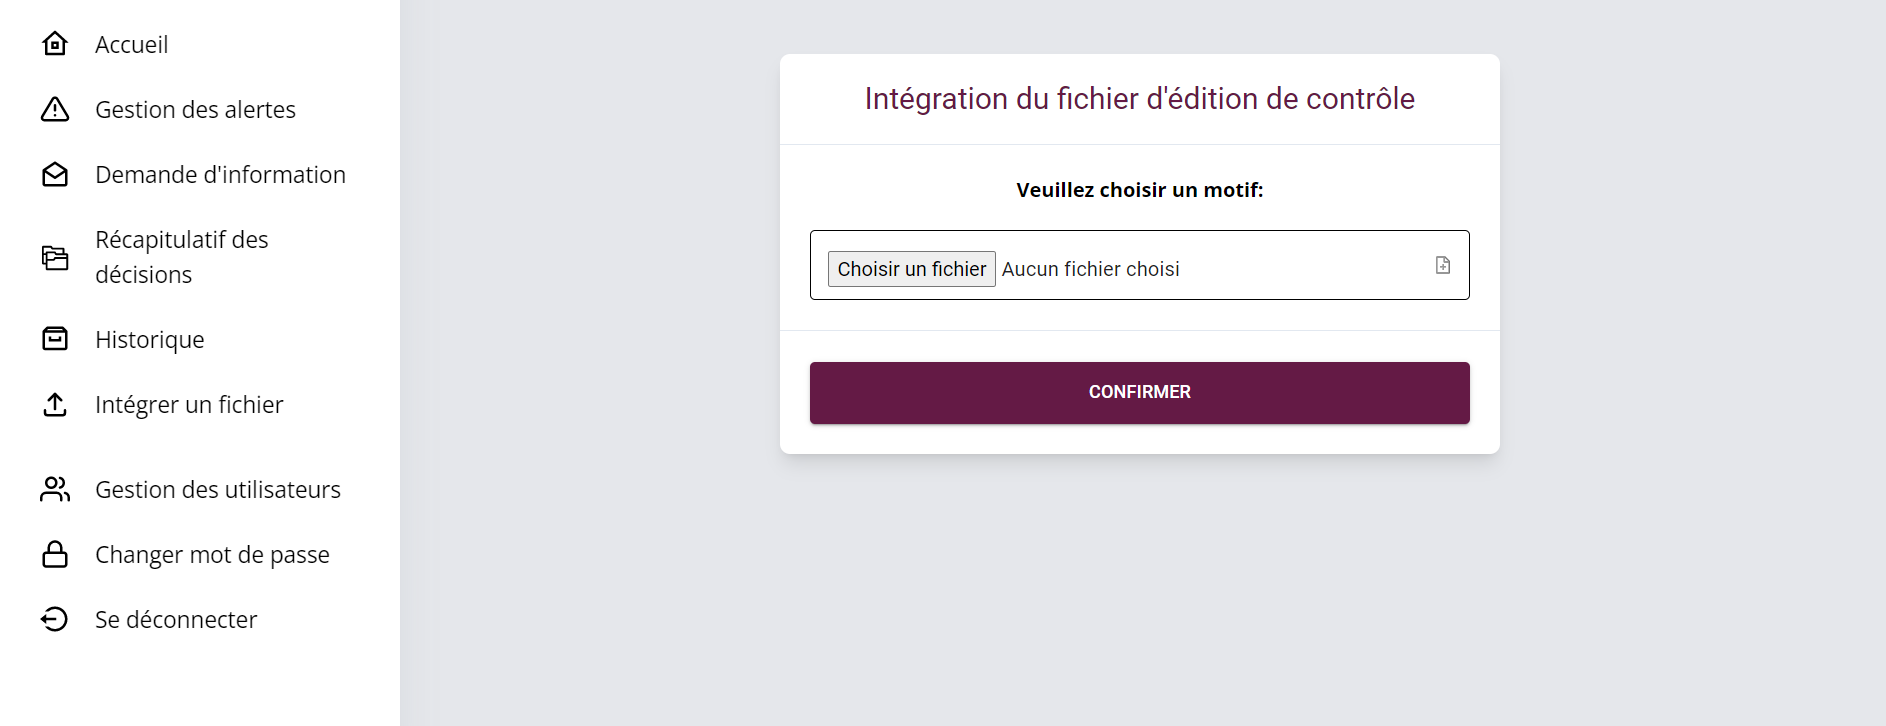 Accueil
Gestion des alertes
Demande d'information
Récapitulatif des
décisions
Historique
Intégrer un fichier
Gestion des utilisateurs
Changer mot de passe
Se déconnecter
Intégration du fichier d'édition de contrôle
Veuillez choisir un motif:
Choisir un fichier Aucun fichier choisi
CONFIRMER